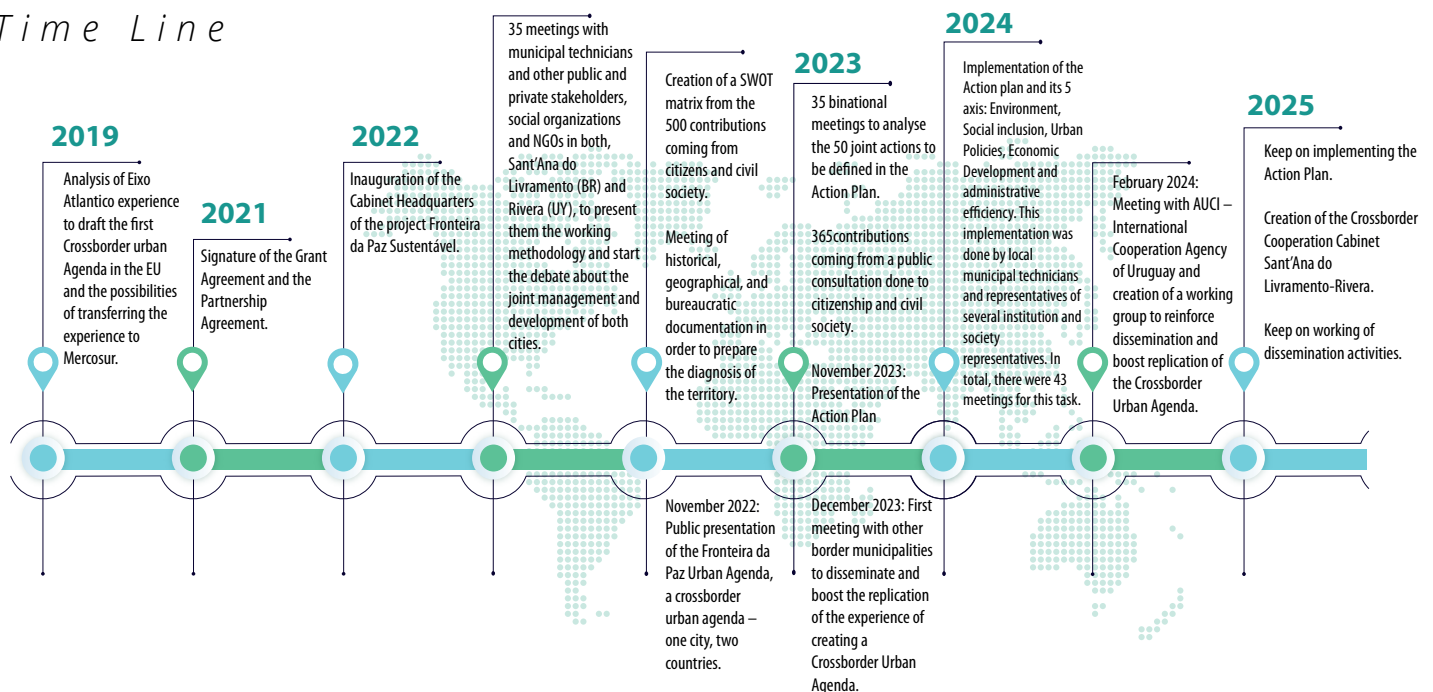 Time Line
2019
Analysis of Eixo
Atlantico experience
to draft the first
Crossborder urban
Agenda in the EU
and the possibilities
of transferring the
experience to
Mercosur.
2021
Signature of the Grant
Agreement and the
Partnership
Agreement.
2022
Inauguration of the
Cabinet Headquarters
of the project Fronteira
da Paz Sustentável.
35 meetings with
municipal technicians
and other public and
private stakeholders,
social organizations
and NGOs in both,
Sant'Ana do
Livramento (BR) and
Rivera (UY), to present
them the working
methodology and start
the debate about the
joint management and
development of both
cities.
Creation of a SWOT
matrix from the
500 contributions
coming from
citizens and civil
society.
Meeting of
historical,
geographical, and
bureaucratic
documentation in
order to prepare
the diagnosis of
the territory.
November 2022:
Public presentation
of the Fronteira da
Paz Urban Agenda,
a crossborder
urban agenda –
one city, two
countries.
2023
35 binational
meetings to analyse
the 50 joint actions to
be defined in the
Action Plan.
365contributions
coming from a public
consultation done to
citizenship and civil
society.
November 2023:
Presentation of the
Action Plan
December 2023: First
meeting with other
border municipalities
to disseminate and
boost the replication
of the experience of
creating a
Crossborder Urban
Agenda.
2024
Implementation of the
Action plan and its 5
axis: Environment,
Social inclusion, Urban
Policies, Economic
Development and
administrative
efficiency. This
implementation was
done by local
municipal technicians
and representatives of
several institution and
society
representatives. In
total, there were 43
meetings for this task.
February 2024:
Meeting with AUCI –
International
Cooperation Agency
of Uruguay and
creation of a working
group to reinforce
dissemination and
boost replication of
the Crossborder
Urban Agenda.
2025
Keep on implementing the
Action Plan.
Creation of the Crossborder
Cooperation Cabinet
Sant'Ana do
Livramento-Rivera.
Keep on working of
dissemination activities.